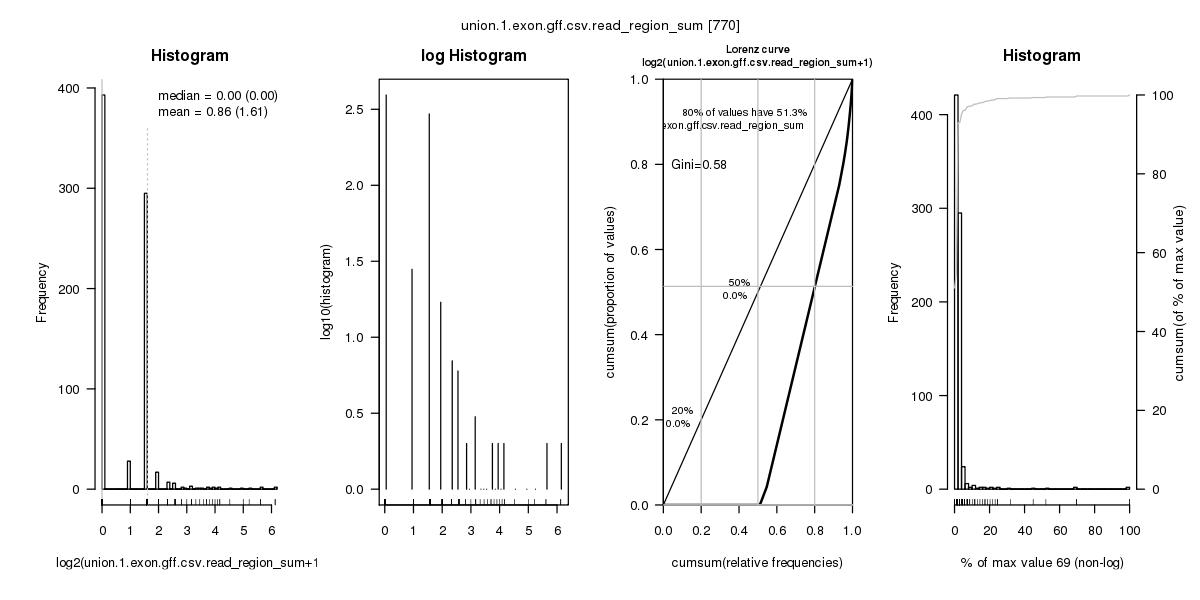 union.1.exon.gff.csv.read_region_sum [770]
Histogram
median = 0.00 (0.00)
mean = 0.86 (1.61)
Frequency
400
300
200
100
0
0 1 2 3 4 5 6
log2(union.1.exon.gff.csv.read_region_sum+1
log Histogram
log10(histogram)
2.5
2.0
1.5
1.0
0.5
0.0
0 1 2 3 4 5 6
Lorenz curve
log2(union.1.exon.gff.csv.read_region_sum+1)
80% of values have 51.3%
exon.gff.csv.read_region_sum
Gini=0.58
50%
0.0%
20%
0.0%
cumsum(proportion of values)
1.0
0.8
0.6
0.4
0.2
0.0
0.0 0.2 0.4 0.6 0.8 1.0
cumsum(relative frequencies)
Histogram
Frequency
400
300
200
100
0
100
80
60
40
20
0
cumsum(of % of max value)
0 20 40 60 80 100
% of max value 69 (non-log)